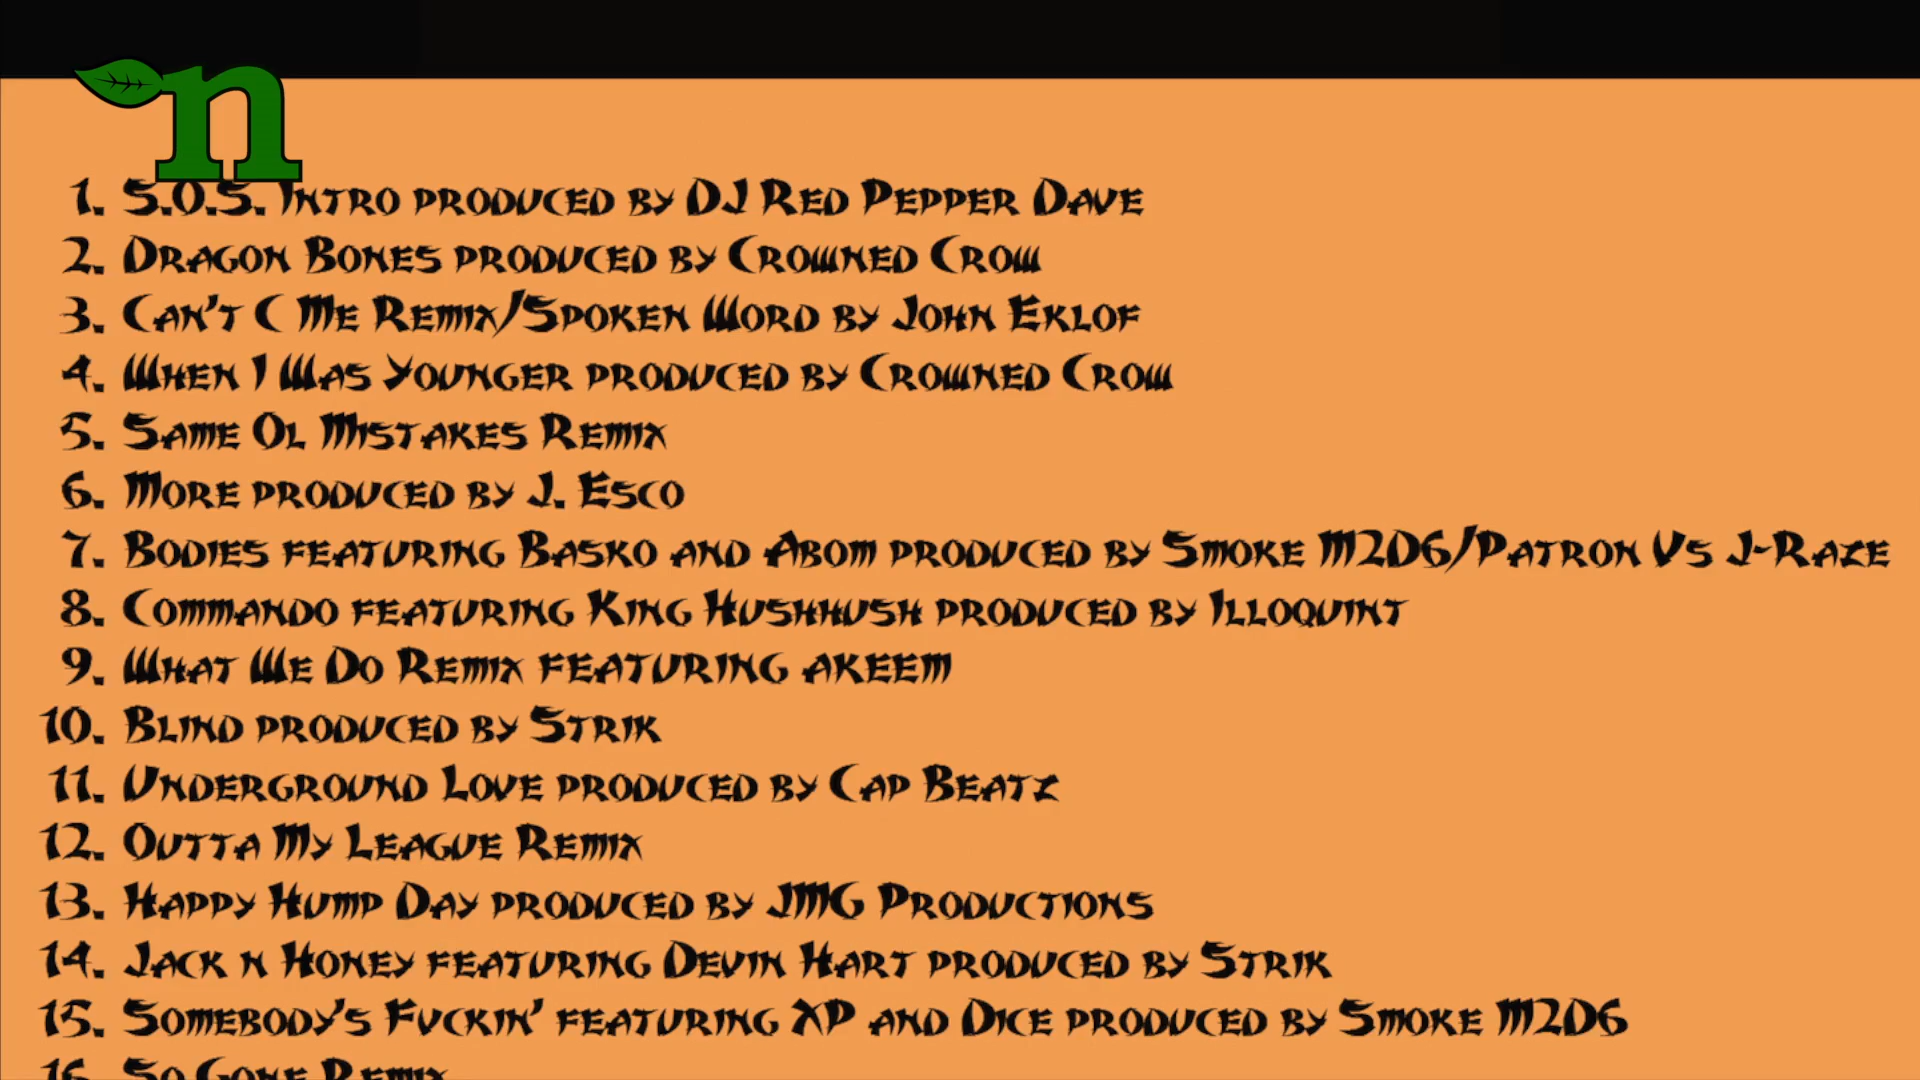 n
1. S.O.S. Intro produced by DJ Red Pepper Dave
2. Dragon Bones produced by Crowned Crow
3. Can't C Me Remix/Spoken Word by John Eklof
4. When I Was Younger produced by Crowned Crow
5. Same Ol Mistakes Remix
6. More produced by J. Esco
7. Bodies featuring Basko and Abom produced by Smoke M2D6/Patron Vs J-Raze
8. Commando featuring King Hushhush produced by Illoquint
9. What We Do Remix featuring akeem
10. Blind produced by Strik
11. Underground Love produced by Cap Beatz
12. Outta My League Remix
13. Happy Hump Day produced by JMG Productions
14. Jack n Honey featuring Devin Hart produced by Strik
15. Somebody's Fuckin' featuring XP and Dice produced by Smoke M2D6
16. So Gone Remix